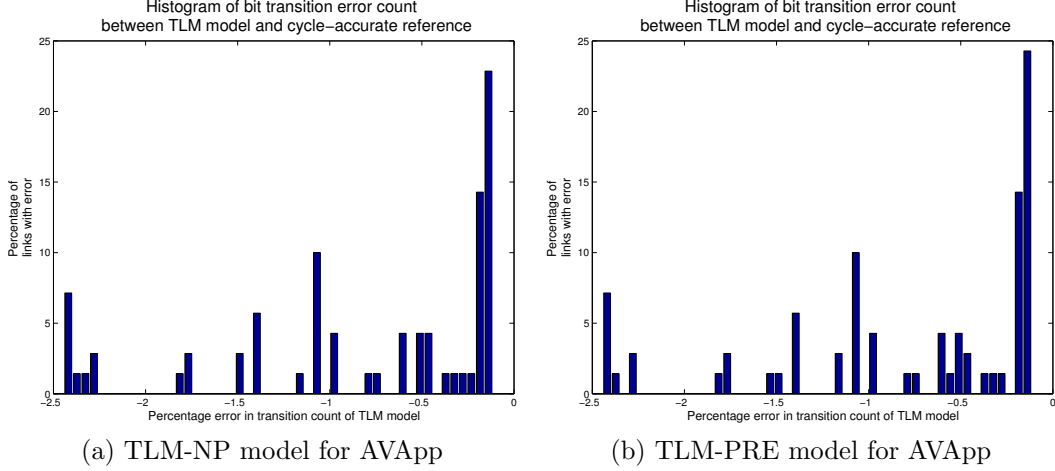 Histogram of bit transition error count
between TLM model and cycle−accurate reference
25
20
15
10
5
0
Percentage of
links with error
−2.5
−2
−1.5
−1
−0.5
0
Percentage error in transition count of TLM model
(a) TLM-NP model for AVApp
Histogram of bit transition error count
between TLM model and cycle−accurate reference
25
20
15
10
5
0
Percentage of
links with error
−2.5
−2
−1.5
−1
−0.5
0
Percentage error in transition count of TLM model
(b) TLM-PRE model for AVApp